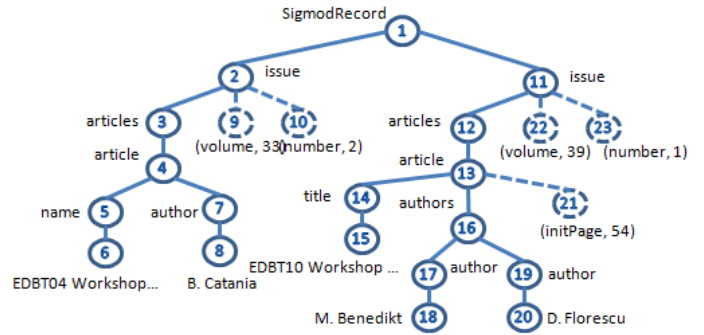 SigmodRecord
1
2 issue
11 issue
articles 3
9 10
articles 12
22 23
(volume, 33) (number, 2)
(volume, 39) (number, 1)
article
4
article
13
name 5
author 7
title 14
authors
21
(initPage, 54)
6
8
15
16
EDBT04 Workshop...
B. Catania
EDBT10 Workshop ...
17 author
19 author
M. Benedikt 18
20 D. Florescu